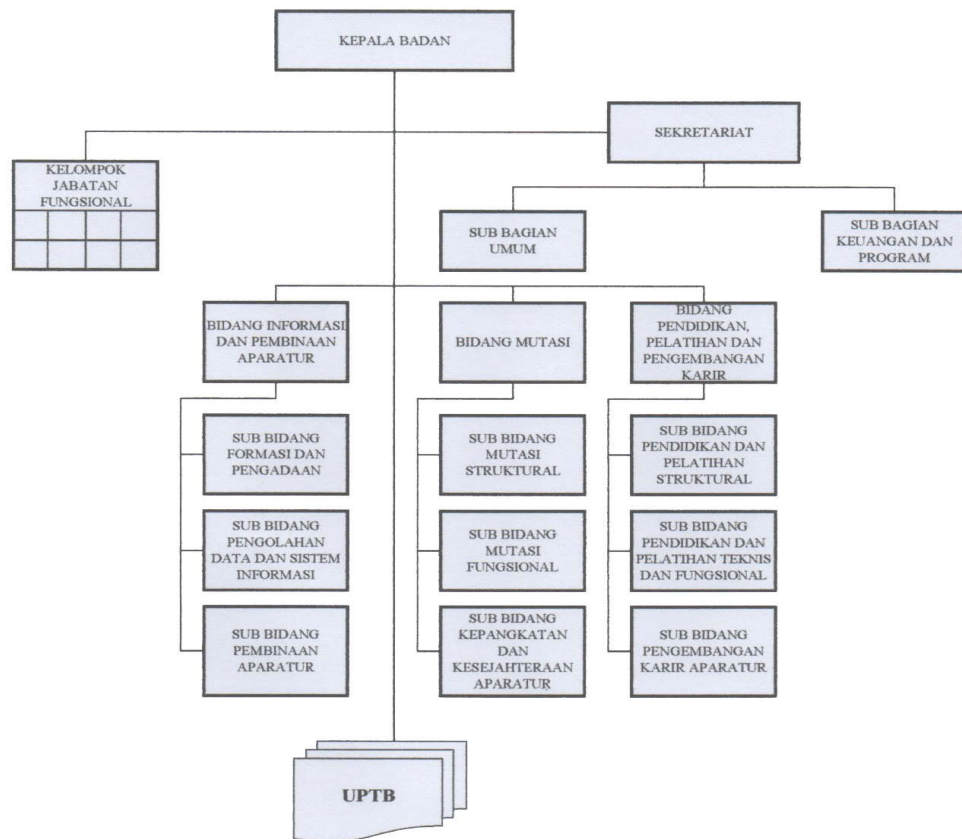 KEPALA BADAN
SEKRETARIAT
KELOMPOK
JABATAN
FUNGSIONAL
SUB BAGIAN
UMUM
SUB BAGIAN
KEUANGAN DAN
PROGRAM
BIDANG INFORMASI
DAN PEMBINAAN
APARATUR
BIDANG MUTASI
BIDANG
PENDIDIKAN,
PELATIHAN DAN
PENGEMBANGAN
KARIR
SUB BIDANG
FORMASI DAN
PENGADAAN
SUB BIDANG
MUTASI
STRUKTURAL
SUB BIDANG
PENDIDIKAN DAN
PELATIHAN
STRUKTURAL
SUB BIDANG
PENGOLAHAN
DATA DAN SISTEM
INFORMASI
SUB BIDANG
MUTASI
FUNGSIONAL
SUB BIDANG
PENDIDIKAN DAN
PELATIHAN TEKNIS
DAN FUNGSIONAL
SUB BIDANG
PEMBINAAN
APARATUR
SUB BIDANG
KEPANGKATAN
DAN
KESEJAHTERAAN
APARATUR
SUB BIDANG
PENGEMBANGAN
KARIR APARATUR
UPTB